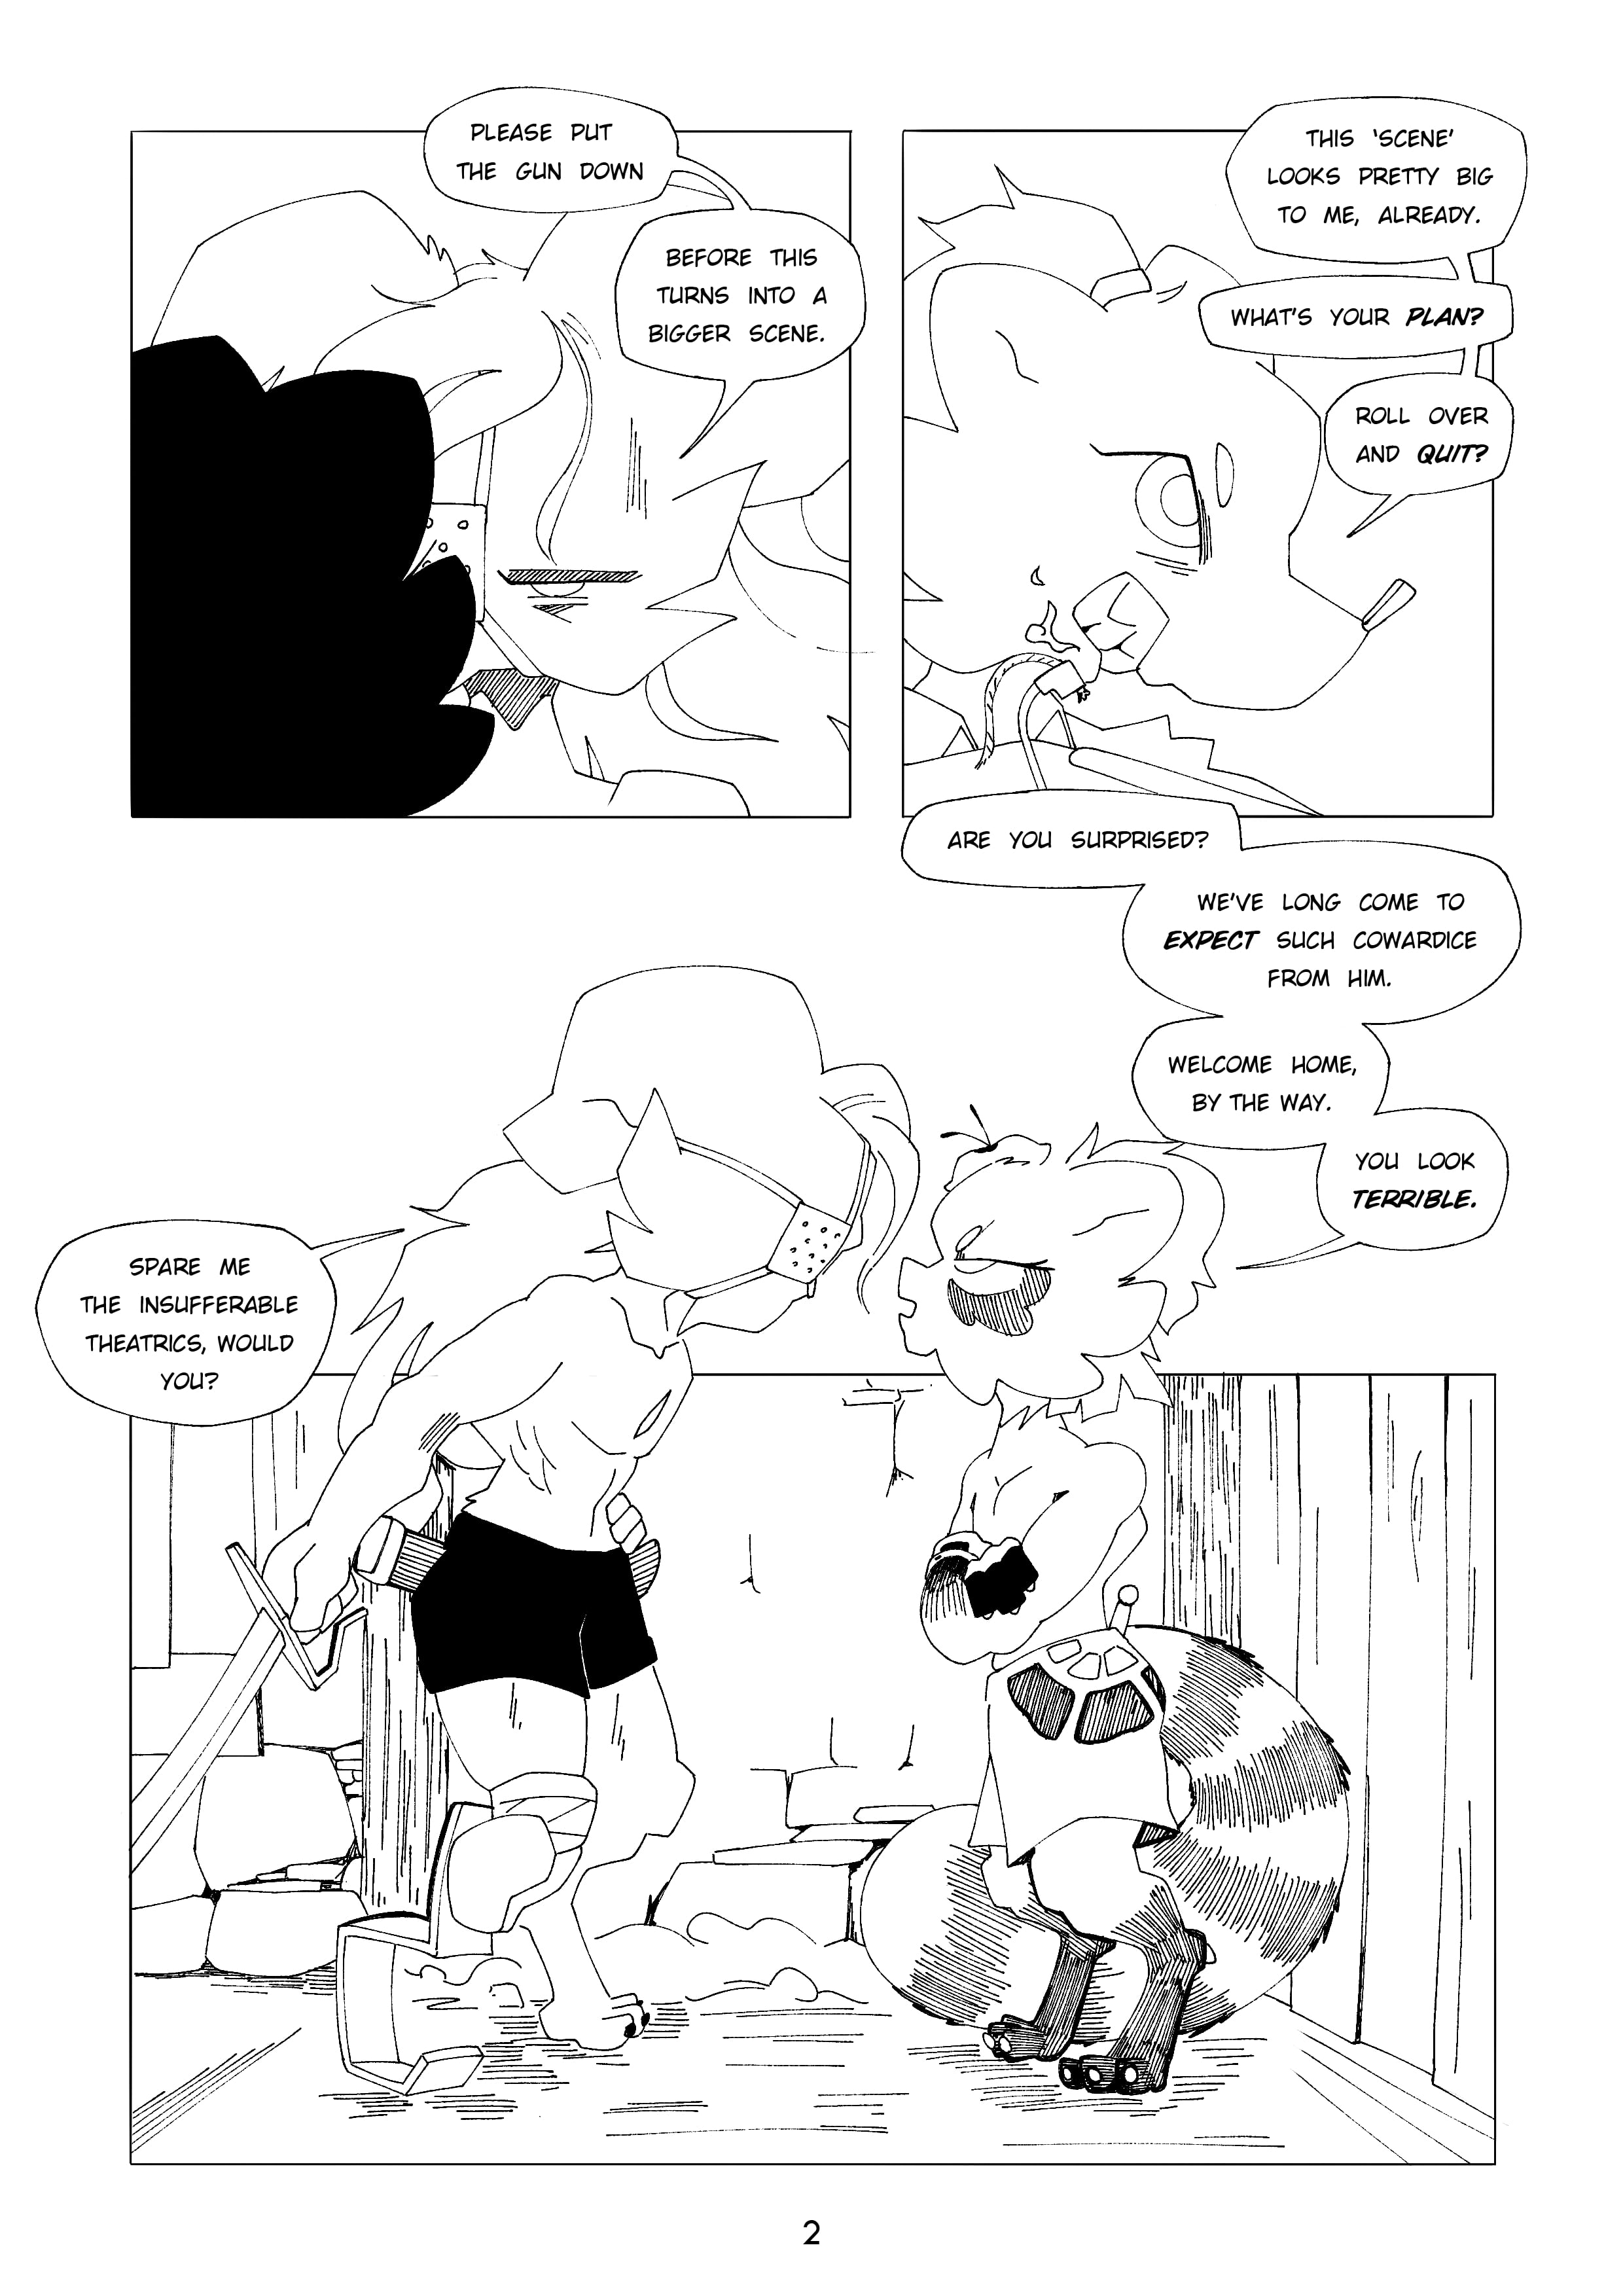 PLEASE PUT
THE GUN DOWN
BEFORE THIS
TURNS INTO A
BIGGER SCENE.
THIS 'SCENE'
LOOKS PRETTY BIG
TO ME, ALREADY.
WHAT'S YOUR PLAN?
ROLL OVER
AND QUIT?
ARE YOU SURPRISED?
WE'VE LONG COME TO
EXPECT SUCH COWARDICE
FROM HIM.
WELCOME HOME,
BY THE WAY.
YOU LOOK
TERRIBLE.
SPARE ME
THE INSUFFERABLE
THEATRICS, WOULD
YOU?
2